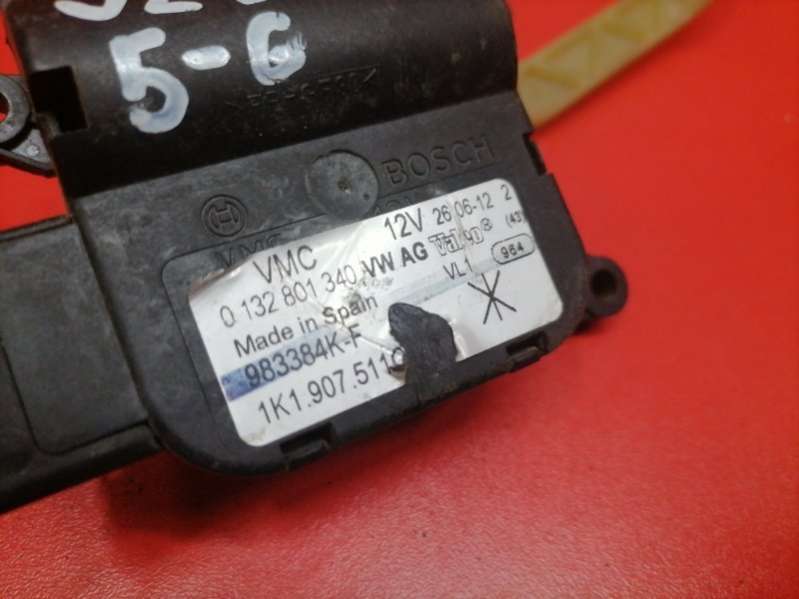 5-G
BOSCH
VMC
VMC 12V 26 06-12 2
0 132 801 340 VW AG Valeo® (43)
Made in Spain VL1 964
983384K-F
1K1.907.511